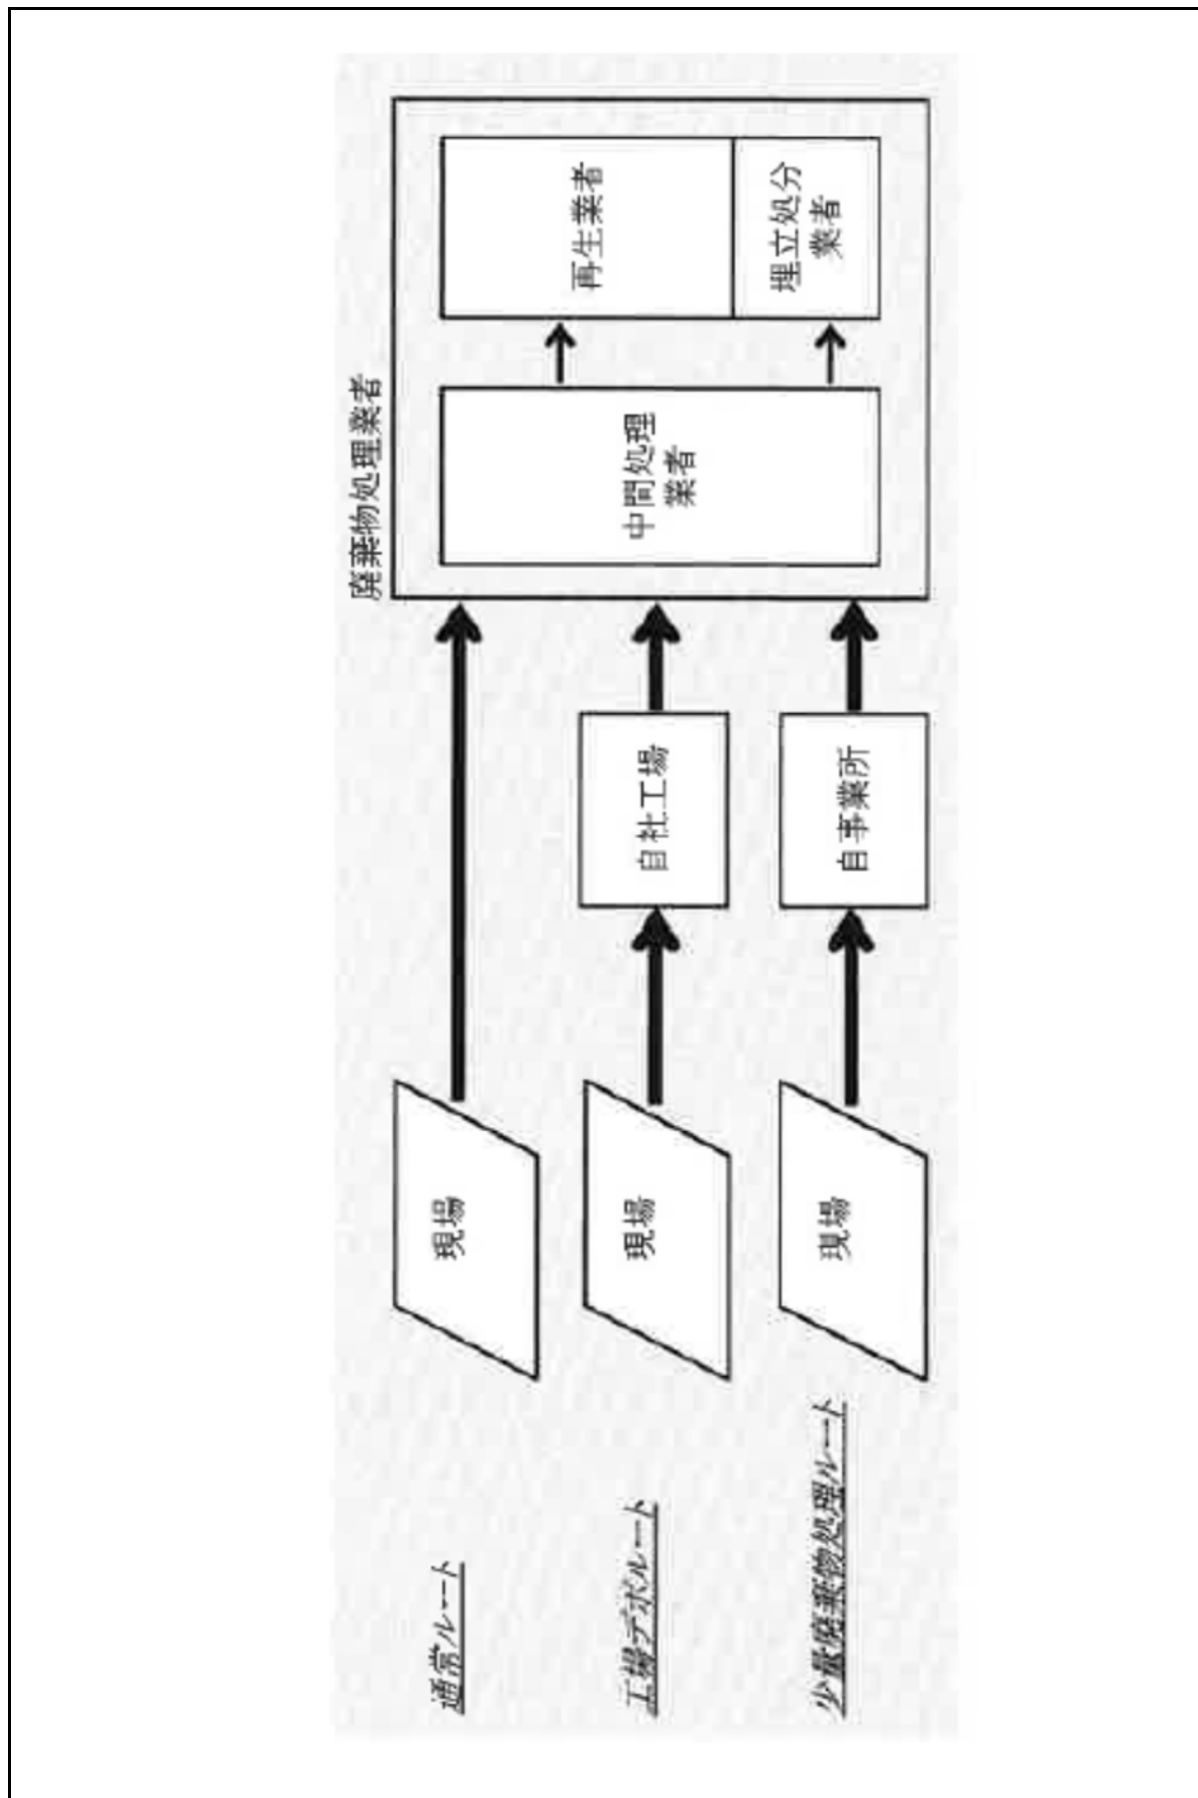 廃棄物処理業者
通常ルート
現場
中間処理
業者
再生業者
埋立処分
業者
工場デポルート
現場
自社工場
少量廃棄物処理ルート
現場
自事業所